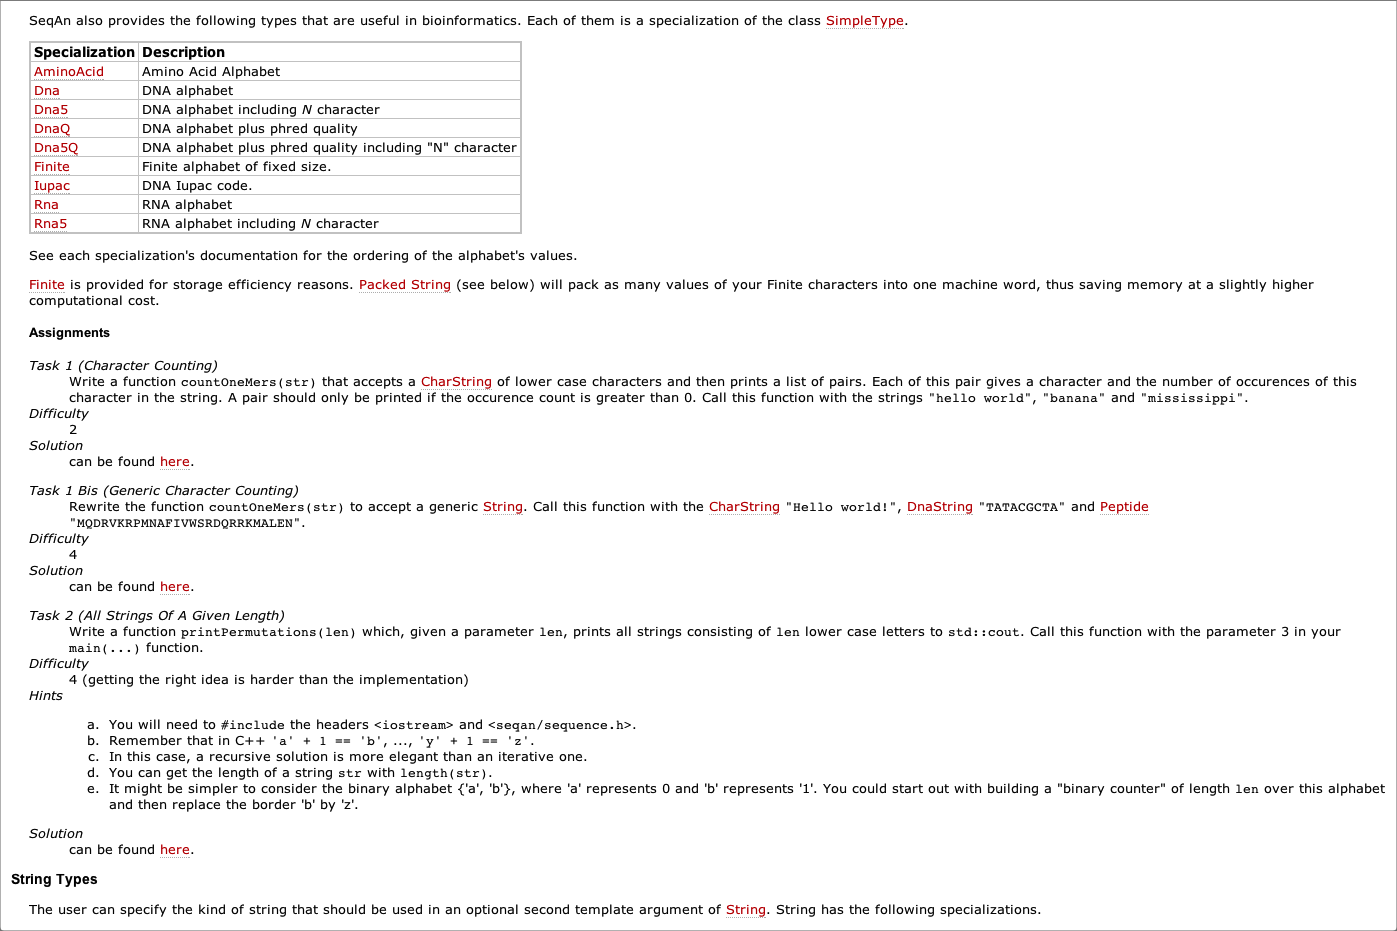 SeqAn also provides the following types that are useful in bioinformatics. Each of them is a specialization of the class SimpleType.
Specialization Description
AminoAcid Amino Acid Alphabet
Dna DNA alphabet
Dna5 DNA alphabet including N character
DnaQ DNA alphabet plus phred quality
Dna5Q DNA alphabet plus phred quality including "N" character
Finite Finite alphabet of fixed size.
Iupac DNA Iupac code.
Rna RNA alphabet
Rna5 RNA alphabet including N character
See each specialization's documentation for the ordering of the alphabet's values.
Finite is provided for storage efficiency reasons. Packed String (see below) will pack as many values of your Finite characters into one machine word, thus saving memory at a slightly higher
computational cost.
Assignments
Task 1 (Character Counting)
Write a function countOneMers(str) that accepts a CharString of lower case characters and then prints a list of pairs. Each of this pair gives a character and the number of occurences of this
character in the string. A pair should only be printed if the occurence count is greater than 0. Call this function with the strings "hello world", "banana" and "mississippi".
Difficulty
2
Solution
can be found here.
Task 1 Bis (Generic Character Counting)
Rewrite the function countOneMers(str) to accept a generic String. Call this function with the CharString "Hello world!", DnaString "TATACGCTA" and Peptide
"MQDRVKRPMNAFIVWSRDQRRKMALEN".
Difficulty
4
Solution
can be found here.
Task 2 (All Strings Of A Given Length)
Write a function printPermutations(len) which, given a parameter len, prints all strings consisting of len lower case letters to std::cout. Call this function with the parameter 3 in your
main(...) function.
Difficulty
4 (getting the right idea is harder than the implementation)
Hints
a. You will need to #include the headers <iostream> and <seqan/sequence.h>.
b. Remember that in C++ 'a' + 1 == 'b', ..., 'y' + 1 == 'z'.
c. In this case, a recursive solution is more elegant than an iterative one.
d. You can get the length of a string str with length(str).
e. It might be simpler to consider the binary alphabet {'a', 'b'}, where 'a' represents 0 and 'b' represents '1'. You could start out with building a "binary counter" of length len over this alphabet
and then replace the border 'b' by 'z'.
Solution
can be found here.
String Types
The user can specify the kind of string that should be used in an optional second template argument of String. String has the following specializations.